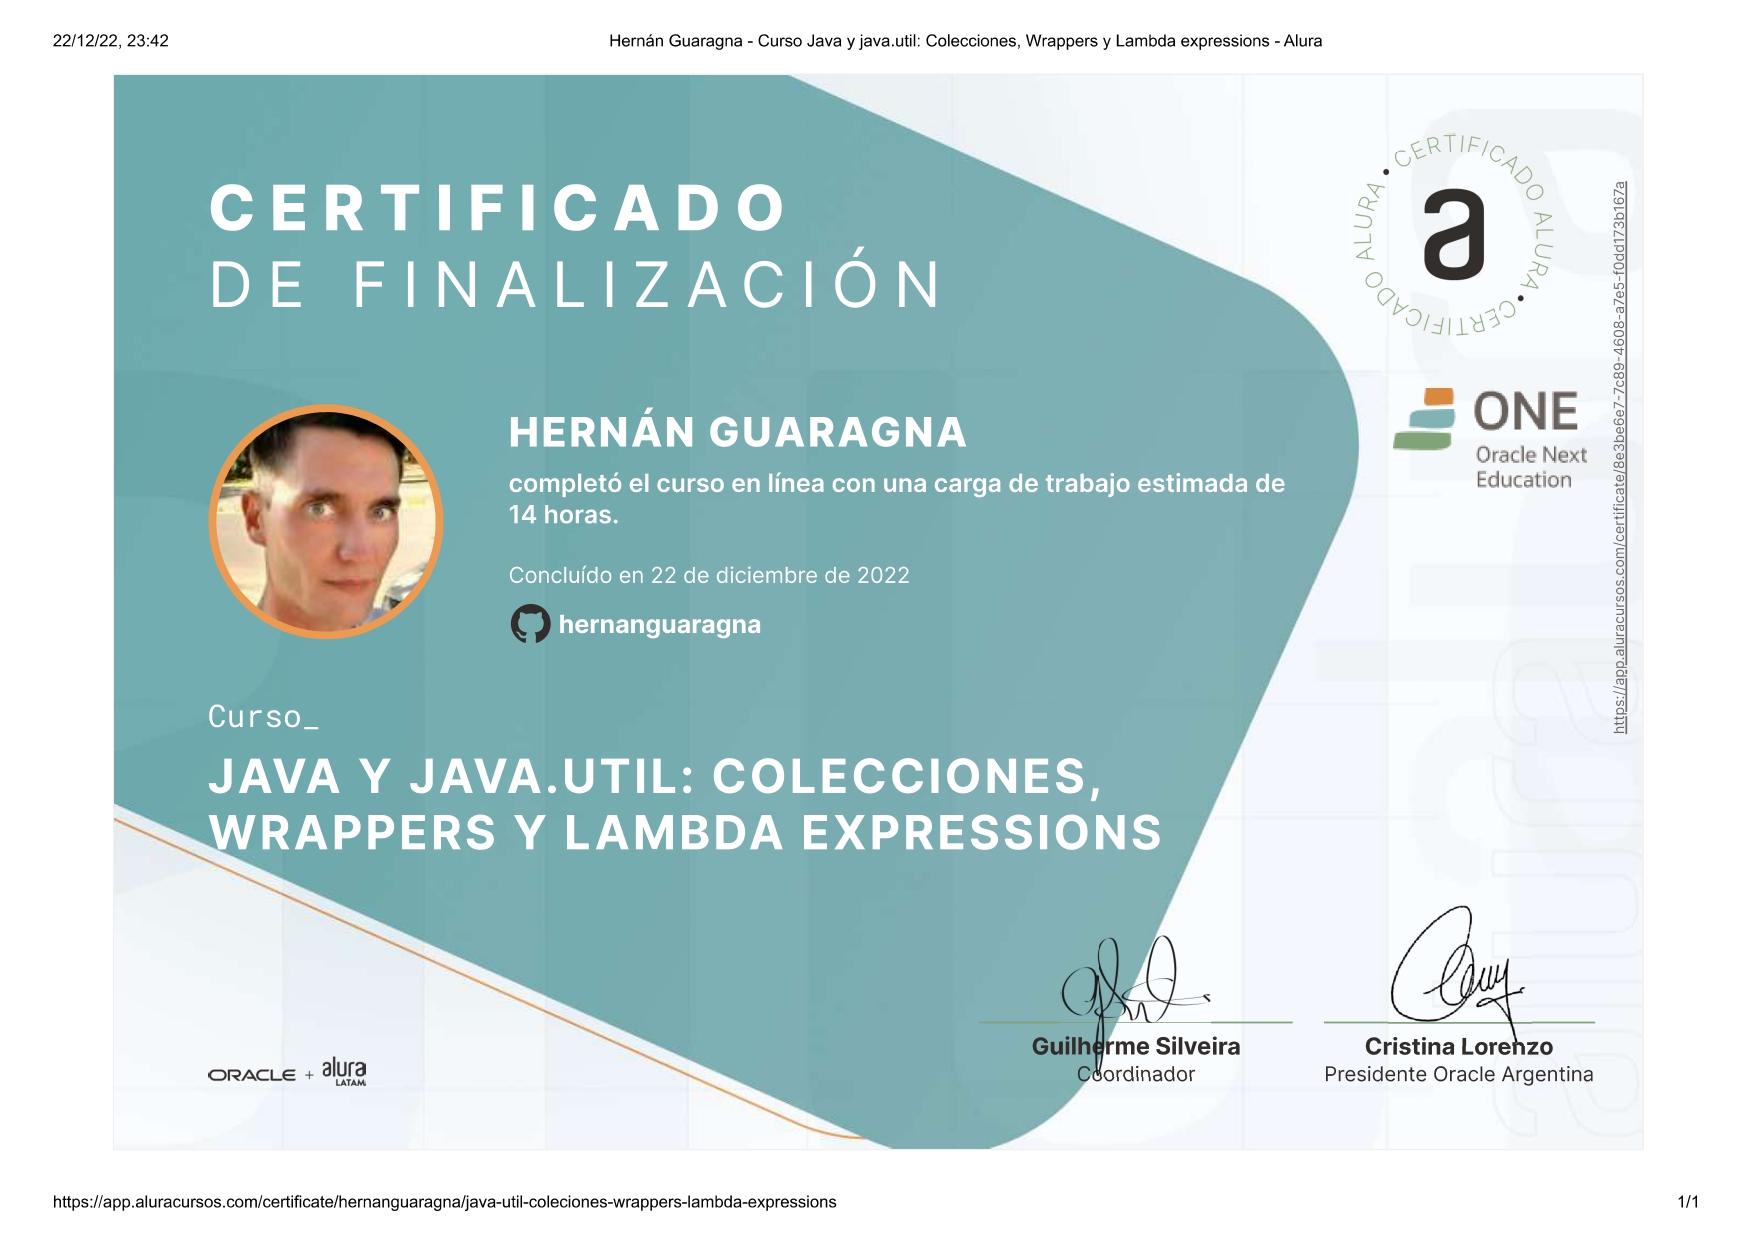 22/12/22, 23:42
Hernán Guaragna - Curso Java y java.util: Colecciones, Wrappers y Lambda expressions - Alura
CERTIFICADO
DE FINALIZACIÓN
CERTIFICADO ALURA • CERTIFICADO ALURA •
a
ONE
Oracle Next
Education
https://app.aluracursos.com/certificate/8e3be6e7-7c89-4608-a7e5-f0dd173b167a
HERNÁN GUARAGNA
completó el curso en línea con una carga de trabajo estimada de
14 horas.
Concluído en 22 de diciembre de 2022
hernanguaragna
Curso_
JAVA Y JAVA.UTIL: COLECCIONES,
WRAPPERS Y LAMBDA EXPRESSIONS
Guilherme Silveira
Coordinador
Cristina Lorenzo
Presidente Oracle Argentina
ORACLE + alura
LATAM
https://app.aluracursos.com/certificate/hernanguaragna/java-util-coleciones-wrappers-lambda-expressions
1/1